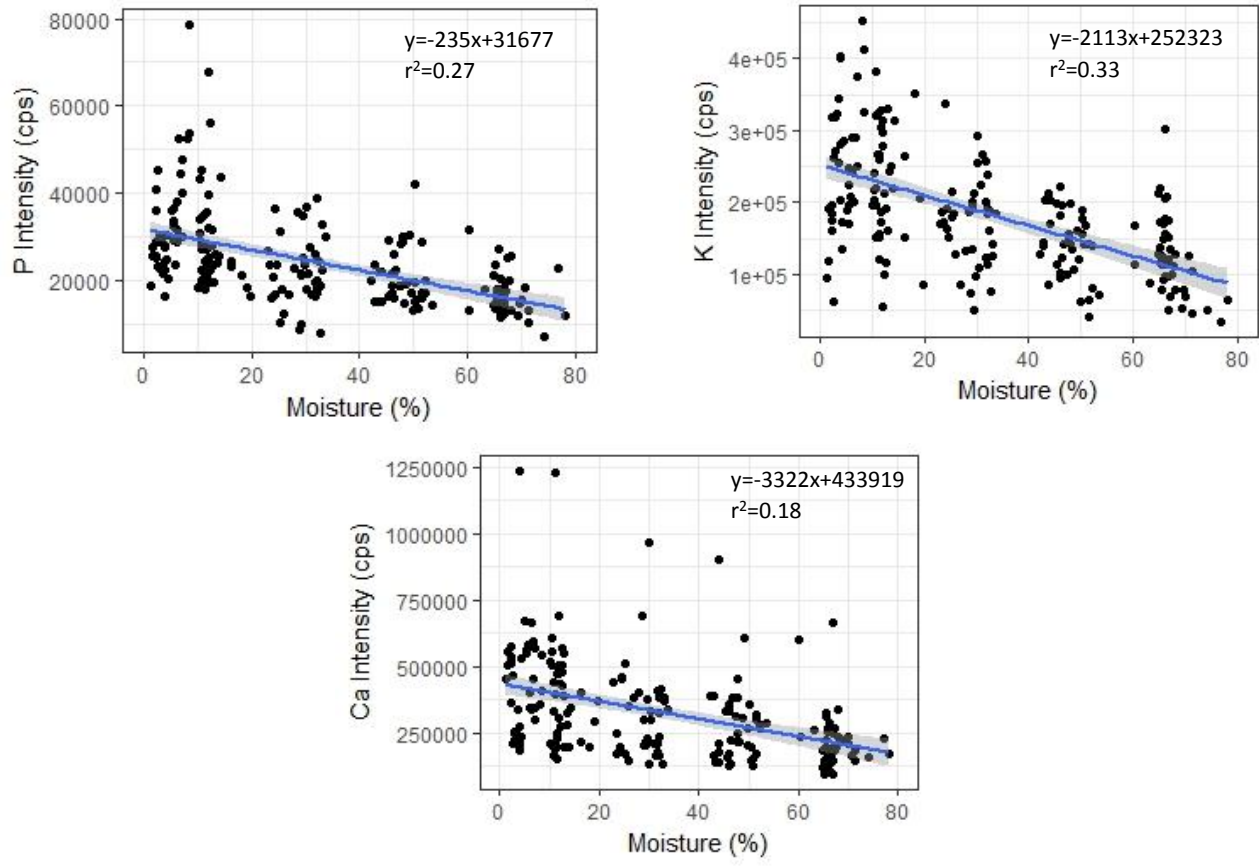 y=-235x+31677
r²=0.27
80000
60000
40000
20000
P Intensity (cps)
0 20 40 60 80
Moisture (%)
y=-2113x+252323
r²=0.33
4e+05
3e+05
2e+05
1e+05
K Intensity (cps)
0 20 40 60 80
Moisture (%)
y=-3322x+433919
r²=0.18
1250000
1000000
750000
500000
250000
Ca Intensity (cps)
0 20 40 60 80
Moisture (%)